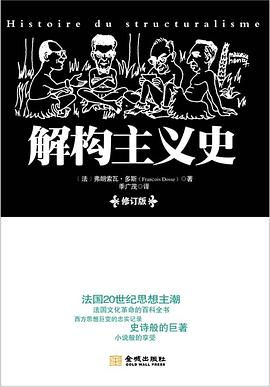 Histoire du structuralisme
maurice henry
解构主义史
（法）弗朗索瓦·多斯（Francois Dosse）著
季广茂 译
修订版
法国20世纪思想主潮
法国文化革命的百科全书
西方思想巨变的忠实记录
史诗般的巨著
小说般的享受
金城出版社
GOLD WALL PRESS